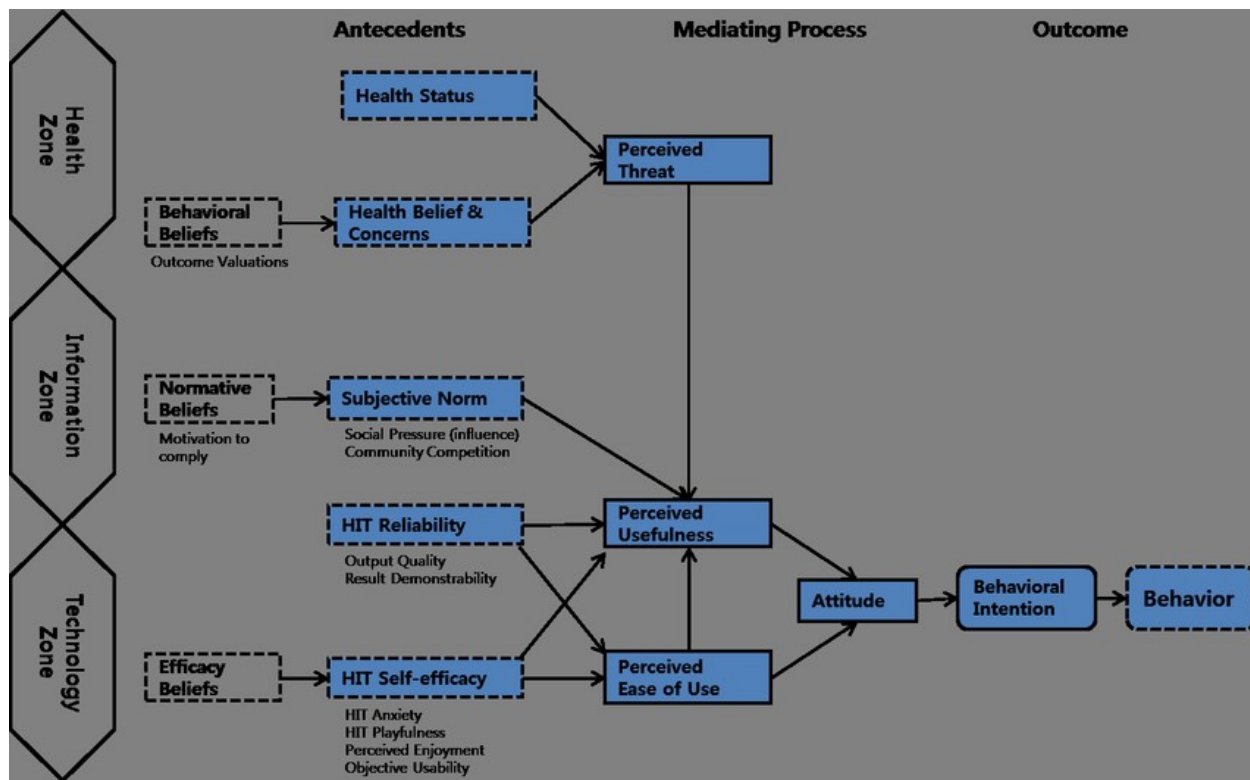 Antecedents
Mediating Process
Outcome
Health
Zone
Health Status
Perceived
Threat
Behavioral
Beliefs
Outcome Valuations
Health Belief &
Concerns
Information
Zone
Normative
Beliefs
Motivation to
comply
Subjective Norm
Social Pressure (influence)
Community Competition
HIT Reliability
Output Quality
Result Demonstrability
Perceived
Usefulness
Technology
Zone
Attitude
Behavioral
Intention
Behavior
Efficacy
Beliefs
HIT Self-efficacy
HIT Anxiety
HIT Playfulness
Perceived Enjoyment
Objective Usability
Perceived
Ease of Use